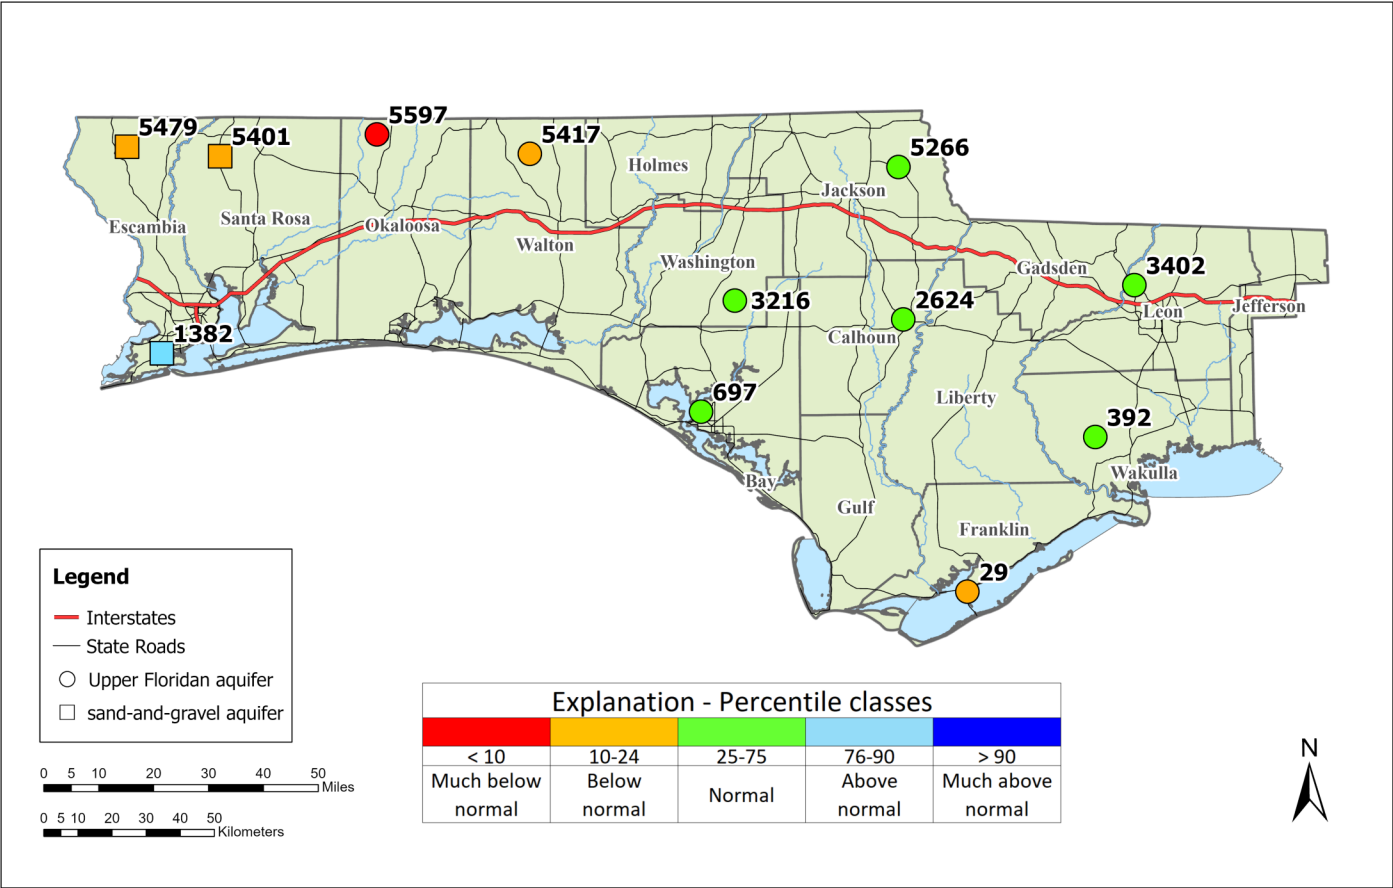 5597
5479
5401
5417
5266
Holmes
Jackson
Santa Rosa
Escambia
Okaloosa
Walton
Washington
Gadsden
3402
3216
2624
Leon
Jefferson
1382
Calhoun
697
Liberty
392
Wakulla
Bay
Gulf
Franklin
29
Legend
Interstates
State Roads
Upper Floridan aquifer
sand-and-gravel aquifer
0 5 10 20 30 40 50
Miles
0 5 10 20 30 40 50
Kilometers
Explanation - Percentile classes
< 10 10-24 25-75 76-90 > 90
Much below normal Below normal Normal Above normal Much above normal
N